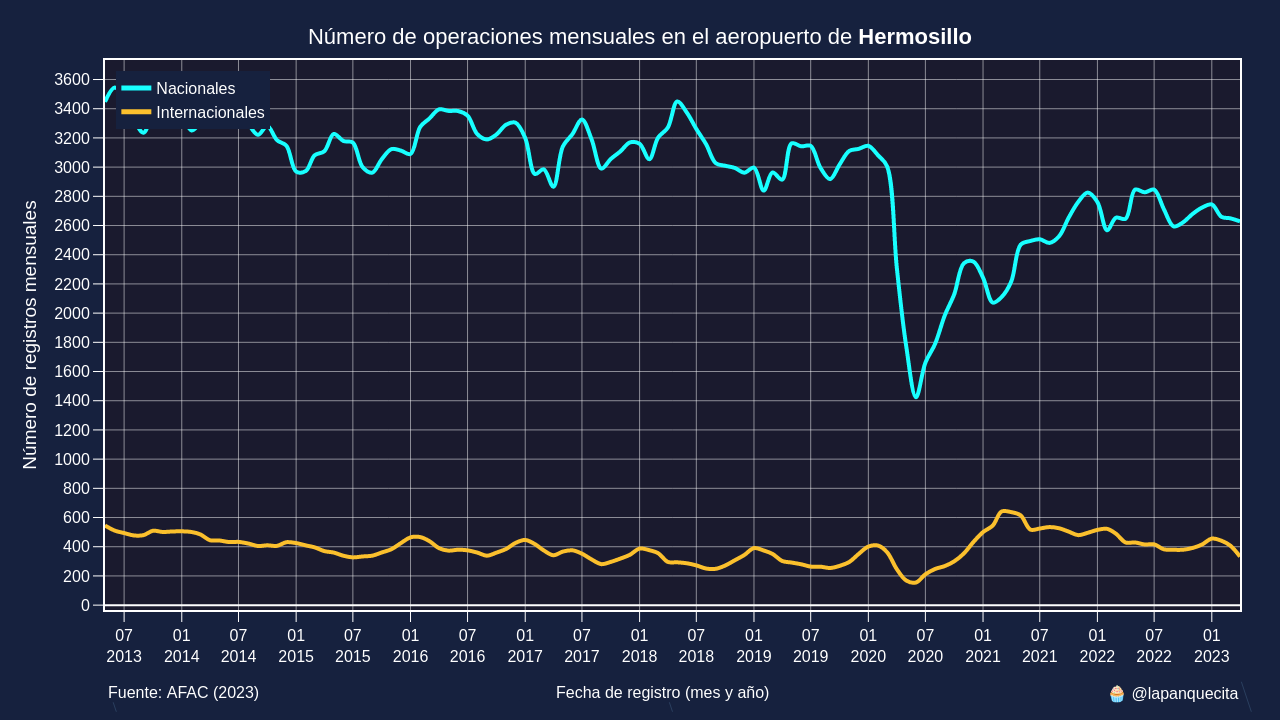 Número de operaciones mensuales en el aeropuerto de Hermosillo
Nacionales
Internacionales
Número de registros mensuales
3600
3400
3200
3000
2800
2600
2400
2200
2000
1800
1600
1400
1200
1000
800
600
400
200
0
07 01 07 01 07 01 07 01 07 01 07 01 07 01 07 01 07 01 07 01
2013 2014 2014 2015 2015 2016 2016 2017 2017 2018 2018 2019 2019 2020 2020 2021 2021 2022 2022 2023
Fuente: AFAC (2023)
Fecha de registro (mes y año)
🧁 @lapanquecita